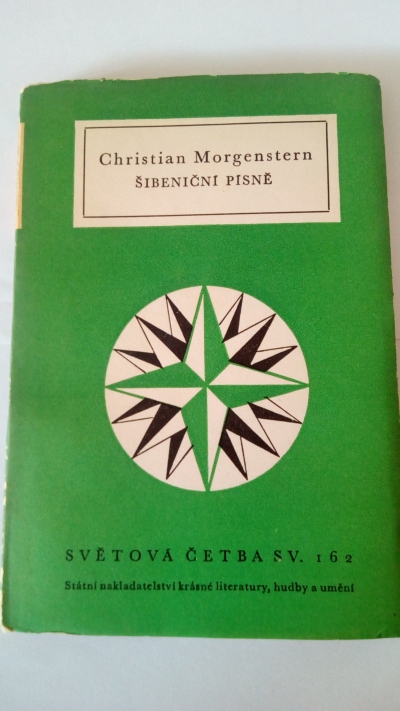 Christian Morgenstern
ŠIBENIČNÍ PÍSNĚ
SVĚTOVÁ ČETBA SV. 162
Státní nakladatelství krásné literatury, hudby a umění